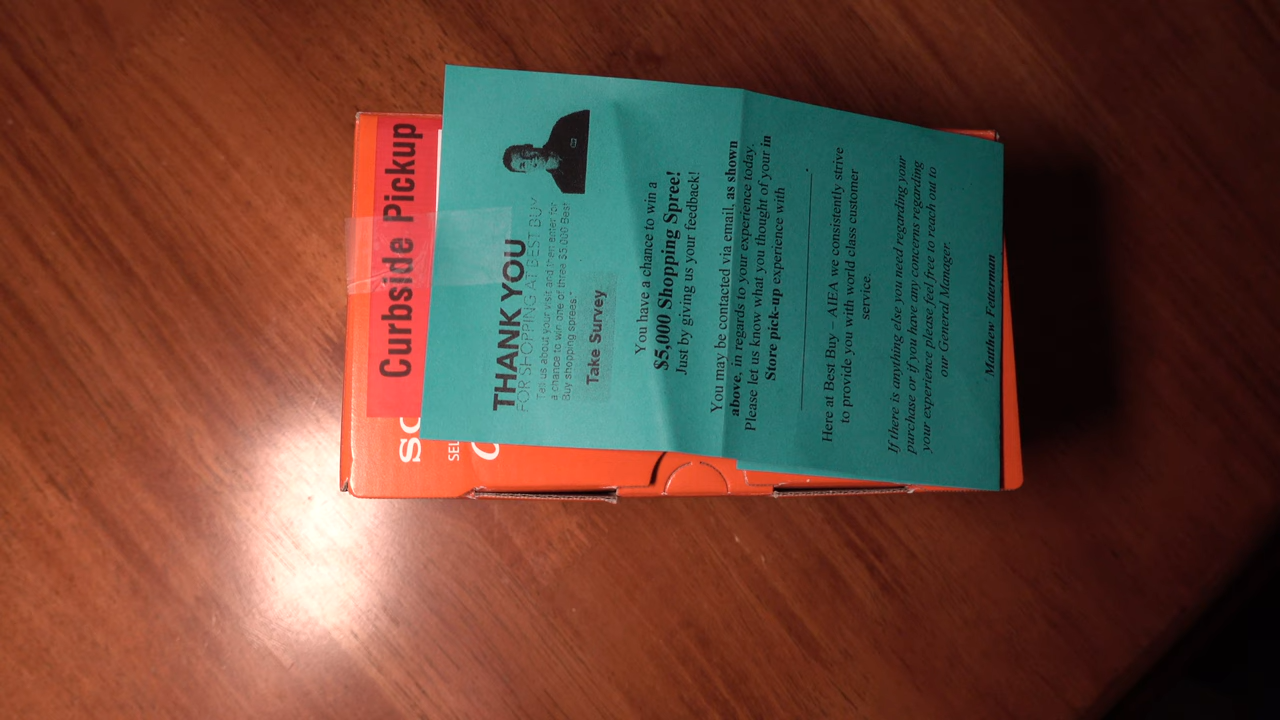 Curbside Pickup
THANK YOU
FOR SHOPPING AT BEST BUY
Tell us about your visit and then enter for
a chance to win one of three $5,000 Best
Buy shopping sprees.*
Take Survey
You have a chance to win a
$5,000 Shopping Spree!
Just by giving us your feedback!
You may be contacted via email, as shown
above, in regards to your experience today.
Please let us know what you thought of your in
Store pick-up experience with
.
Here at Best Buy – AIEA we consistently strive
to provide you with world class customer
service.
If there is anything else you need regarding your
purchase or if you have any concerns regarding
your experience please feel free to reach out to
our General Manager.
Matthew Feterman
SO
SEL